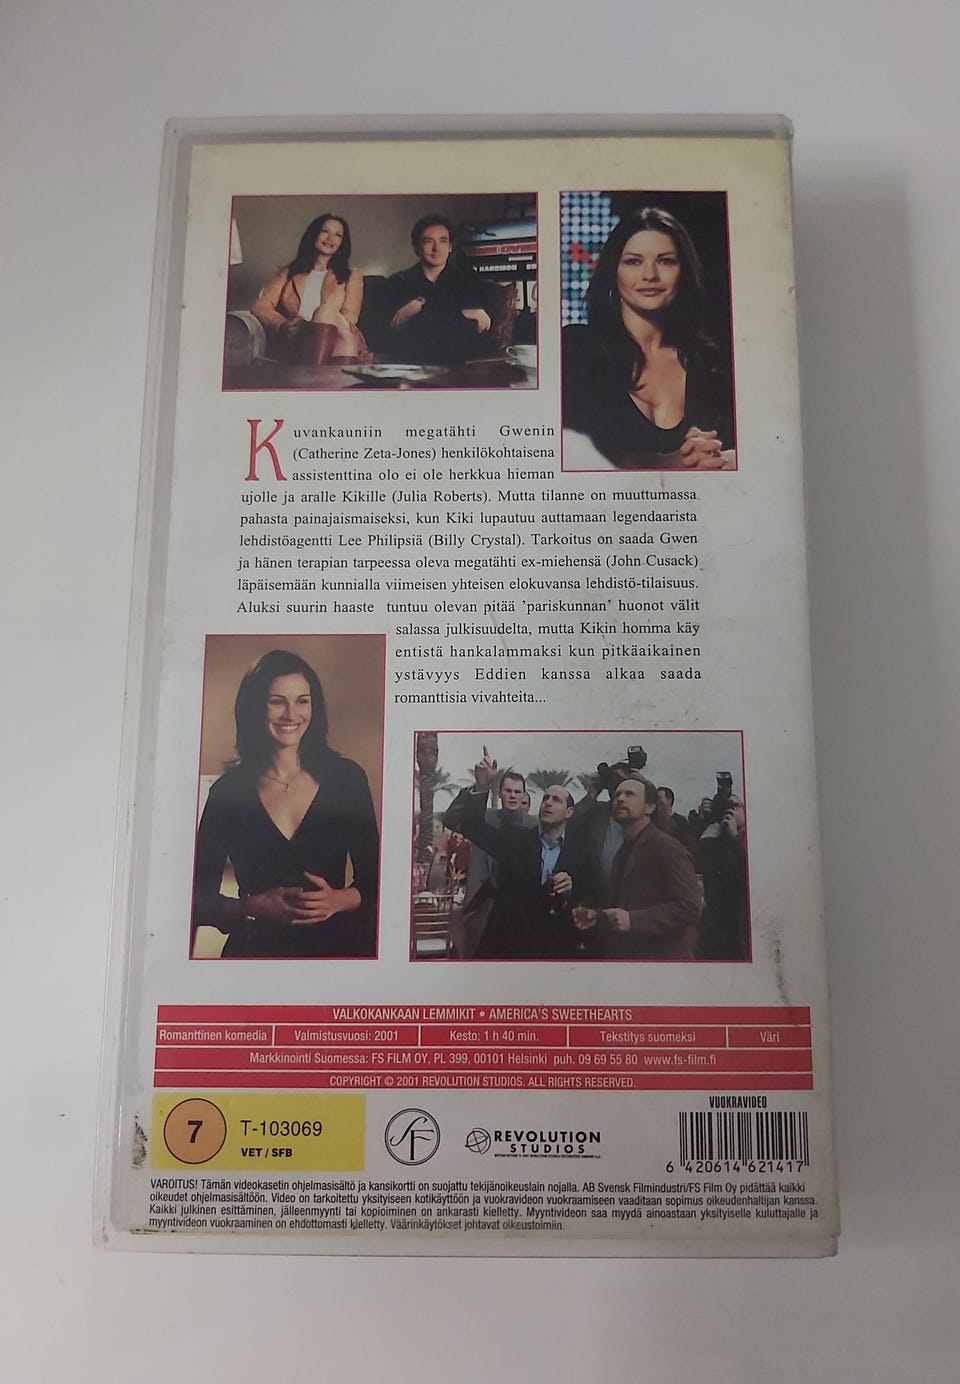 HARRISON
Kuvankauniin megatähti Gwenin
(Catherine Zeta-Jones) henkilökohtaisena
assistenttina olo ei ole herkkua hieman
ujolle ja aralle Kikille (Julia Roberts). Mutta tilanne on muuttumassa
pahasta painajaismaiseksi, kun Kiki lupautuu auttamaan legendaarista
lehdistöagentti Lee Philipsiä (Billy Crystal). Tarkoitus on saada Gwen
ja hänen terapian tarpeessa oleva megatähti ex-miehensä (John Cusack)
läpäisemään kunnialla viimeisen yhteisen elokuvansa lehdistö-tilaisuus.
Aluksi suurin haaste tuntuu olevan pitää 'pariskunnan' huonot välit
salassa julkisuudelta, mutta Kikin homma käy
entistä hankalammaksi kun pitkäaikainen
ystävyys Eddien kanssa alkaa saada
romanttisia vivahteita...
VALKOKANKAAN LEMMIKIT • AMERICA'S SWEETHEARTS
Romanttinen komedia Valmistusvuosi: 2001 Kesto: 1 h 40 min. Tekstitys suomeksi Väri
Markkinointi Suomessa: FS FILM OY, PL 399, 00101 Helsinki puh. 09 69 55 80 www.fs-film.fi
COPYRIGHT © 2001 REVOLUTION STUDIOS. ALL RIGHTS RESERVED.
VUOKRAVIDEO
7 T-103069
VET / SFB
SF
REVOLUTION
STUDIOS
6 420614 621417
VAROITUS! Tämän videokasetin ohjelmasisältö ja kansikortti on suojattu tekijänoikeuslain nojalla. AB Svensk Filmindustri/FS Film Oy pidättää kaikki
oikeudet ohjelmasisältöön. Video on tarkoitettu yksityiseen kotikäyttöön ja vuokravideon vuokraamiseen vaaditaan sopimus oikeudenhaltijan kanssa.
Kaikki julkinen esittäminen, jälleenmyynti tai kopioiminen on ankarasti kielletty. Myyntivideon saa myydä ainoastaan yksityiselle kuluttajalle ja
myyntivideon vuokraaminen on ehdottomasti kielletty. Väärinkäytökset johtavat oikeustoimiin.